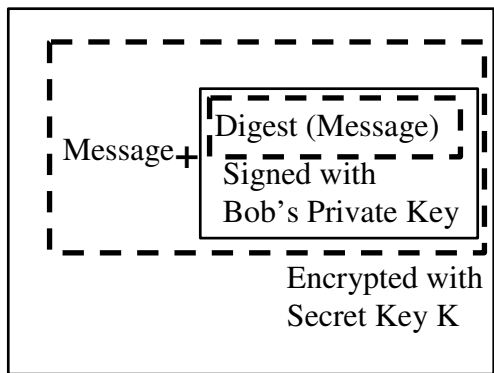 Digest (Message)
Message +
Signed with
Bob's Private Key
Encrypted with
Secret Key K